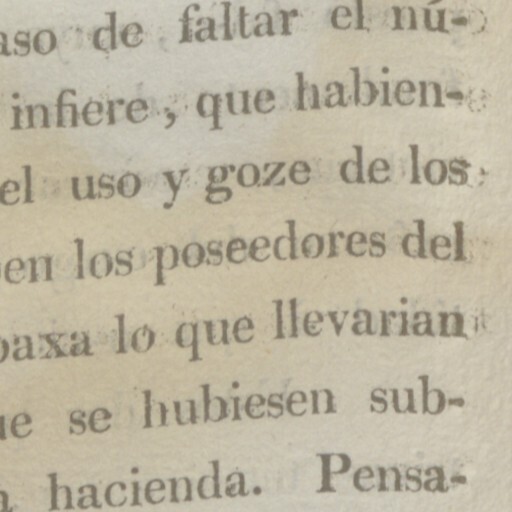 aso de faltar el nú-
infiere, que habien-
el uso y goze de los
en los poseedores del
baxa lo que llevarian
ue se hubiesen sub-
hacienda. Pensa-